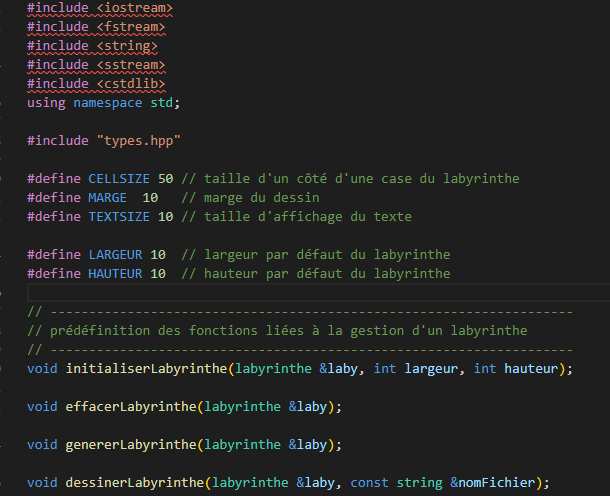 #include <iostream>
#include <fstream>
#include <string>
#include <sstream>
#include <cstdlib>
using namespace std;
#include "types.hpp"
#define CELLSIZE 50 // taille d'un côté d'une case du labyrinthe
#define MARGE  10   // marge du dessin
#define TEXTSIZE 10 // taille d'affichage du texte
#define LARGEUR 10  // largeur par défaut du labyrinthe
#define HAUTEUR 10  // hauteur par défaut du labyrinthe
// --------------------------------------------------------------------
// prédéfinition des fonctions liées à la gestion d'un labyrinthe
// --------------------------------------------------------------------
void initialiserLabyrinthe(labyrinthe &laby, int largeur, int hauteur);
void effacerLabyrinthe(labyrinthe &laby);
void genererLabyrinthe(labyrinthe &laby);
void dessinerLabyrinthe(labyrinthe &laby, const string &nomFichier);